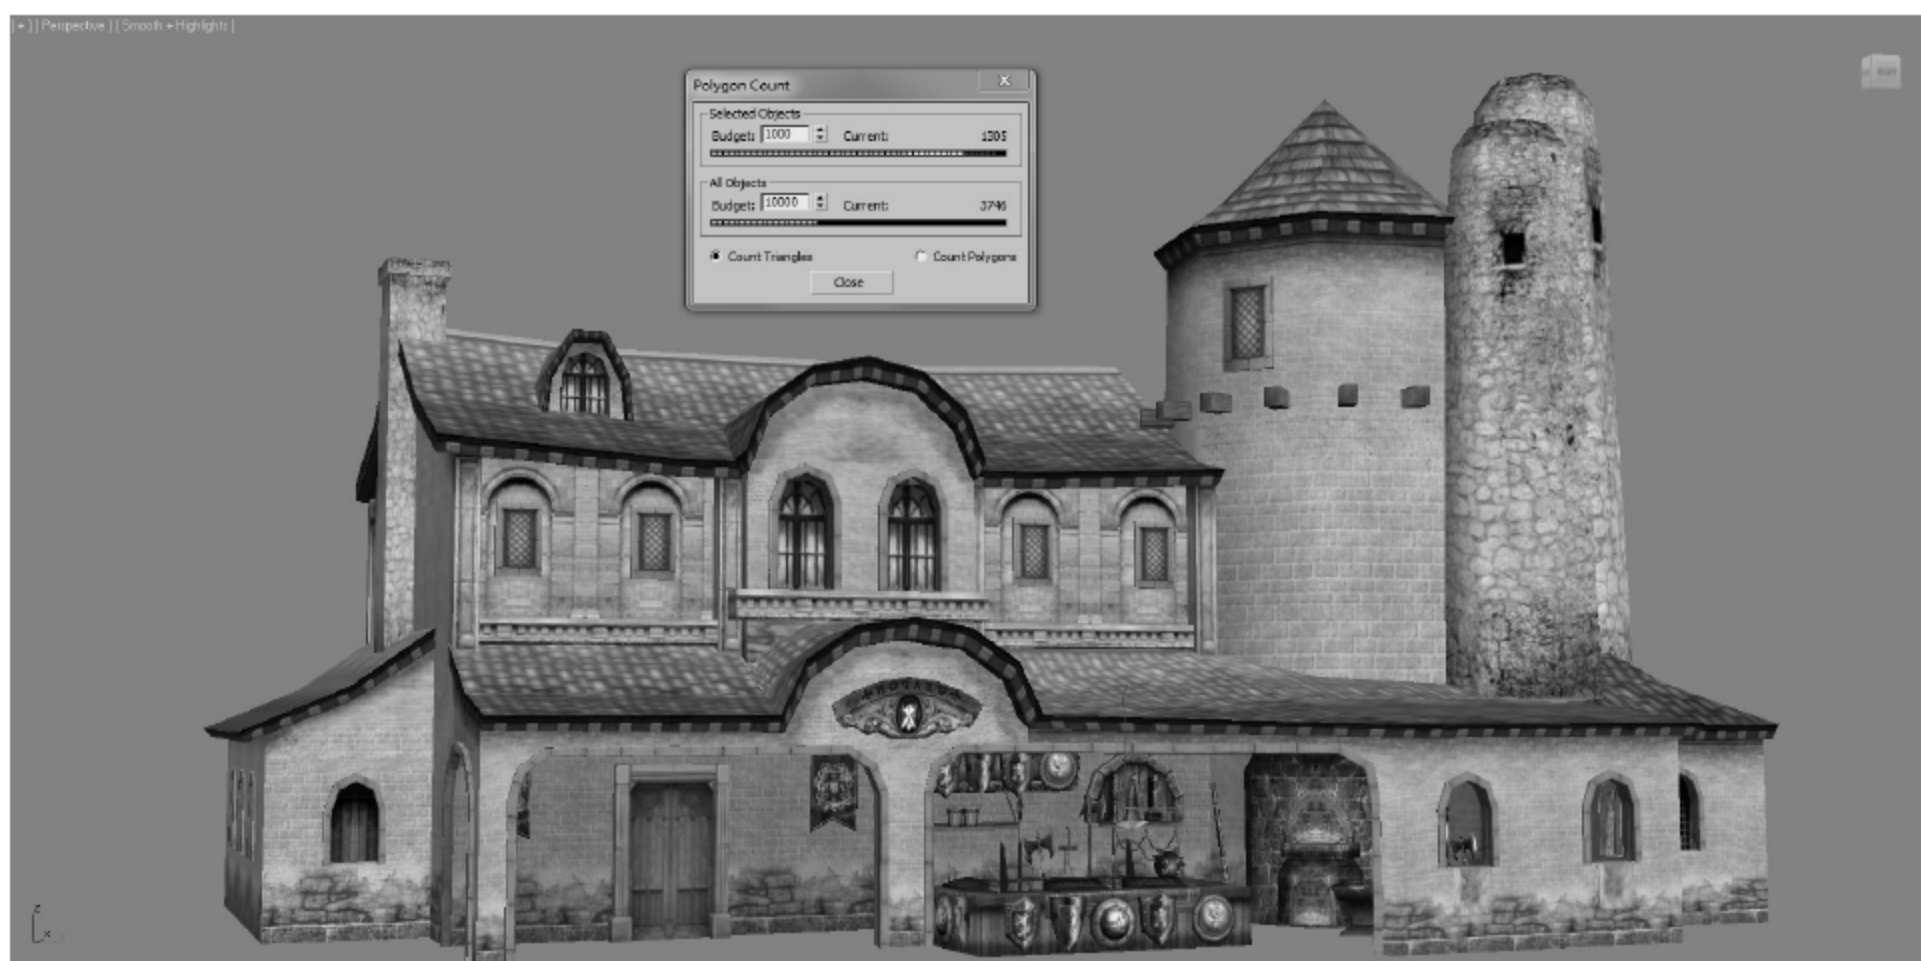 [ + ] [ Perspective ] [ Smooth + Highlights ]
Polygon Count
Selected Objects
Budget: 1000 Current: 1305
All Objects
Budget: 10000 Current: 3746
Count Triangles Count Polygons
Close
z
x